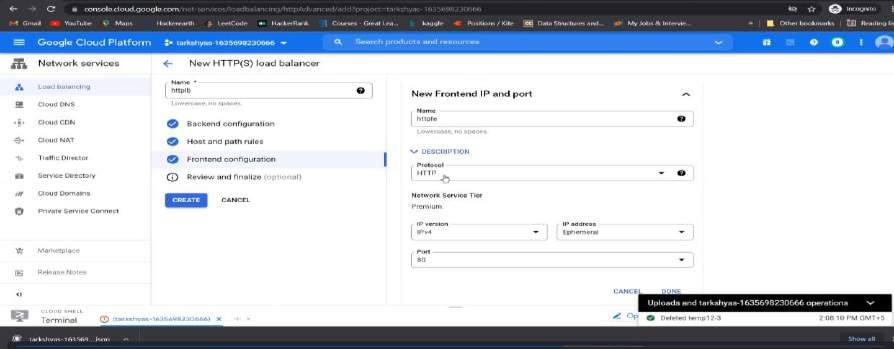 console.cloud.google.com/net-services/loadbalancing/httpAdvanced/add?project=tarkshyas-1635698230666
Incognito
Gmail YouTube Maps Hackerearth LeetCode HackerRank Courses - Great Lea... kaggle Positions / Kite Data Structures and... My Jobs & Intervie... » Other bookmarks Reading
Google Cloud Platform tarkshyas-1635698230666 Search products and resources
Network services New HTTP(S) load balancer
Load balancing
Cloud DNS
Cloud CDN
Cloud NAT
Traffic Director
Service Directory
Cloud Domains
Private Service Connect
Marketplace
Release Notes
Name *
httplb
Lowercase, no spaces.
Backend configuration
Host and path rules
Frontend configuration
Review and finalize (optional)
CREATE CANCEL
New Frontend IP and port
Name
httpfe
Lowercase, no spaces.
DESCRIPTION
Protocol
HTTP
Network Service Tier
Premium
IP version IP address
IPv4 Ephemeral
Port
80
CANCEL DONE
Uploads and tarkshyas-1635698230666 operations
Deleted temp12-3 2:08:10 PM GMT+5
CLOUD SHELL
Terminal (tarkshyas-1635698230666) × +
Op
tarkshyas-163569....json Show all